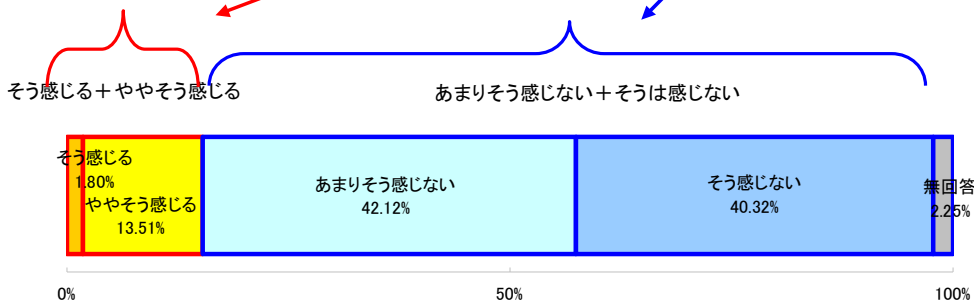 そう感じる＋ややそう感じる
あまりそう感じない＋そうは感じない
そう感じる
1.80%
ややそう感じる
13.51%
あまりそう感じない
42.12%
そう感じない
40.32%
無回答
2.25%
0%
50%
100%